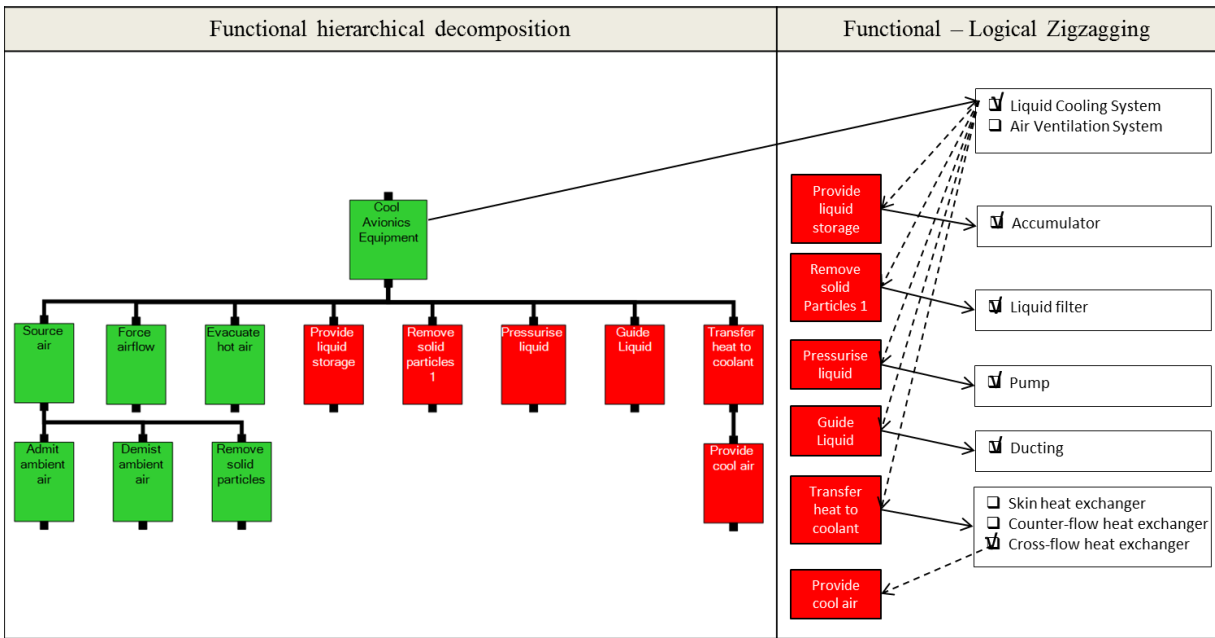 Functional hierarchical decomposition
Functional – Logical Zigzagging
Cool
Avionics
Equipment
Source
air
Force
airflow
Evacuate
hot air
Provide
liquid
storage
Remove
solid
particles
1
Pressurise
liquid
Guide
Liquid
Transfer
heat to
coolant
Admit
ambient
air
Demist
ambient
air
Remove
solid
particles
Provide
cool air
Liquid Cooling System
Air Ventilation System
Provide
liquid
storage
Accumulator
Remove
solid
Particles 1
Liquid filter
Pressurise
liquid
Pump
Guide
Liquid
Ducting
Transfer
heat to
coolant
Skin heat exchanger
Counter-flow heat exchanger
Cross-flow heat exchanger
Provide
cool air